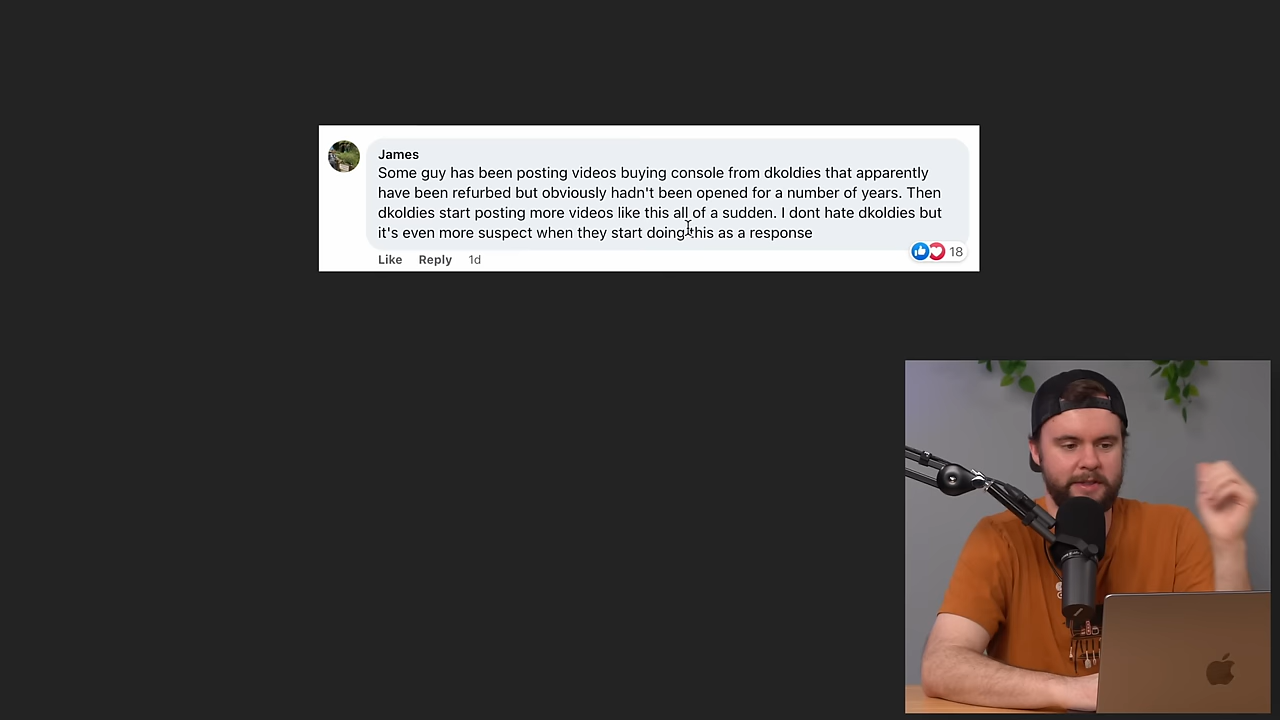 James
Some guy has been posting videos buying console from dkoldies that apparently
have been refurbed but obviously hadn't been opened for a number of years. Then
dkoldies start posting more videos like this all of a sudden. I dont hate dkoldies but
it's even more suspect when they start doing this as a response
Like Reply 1d 18